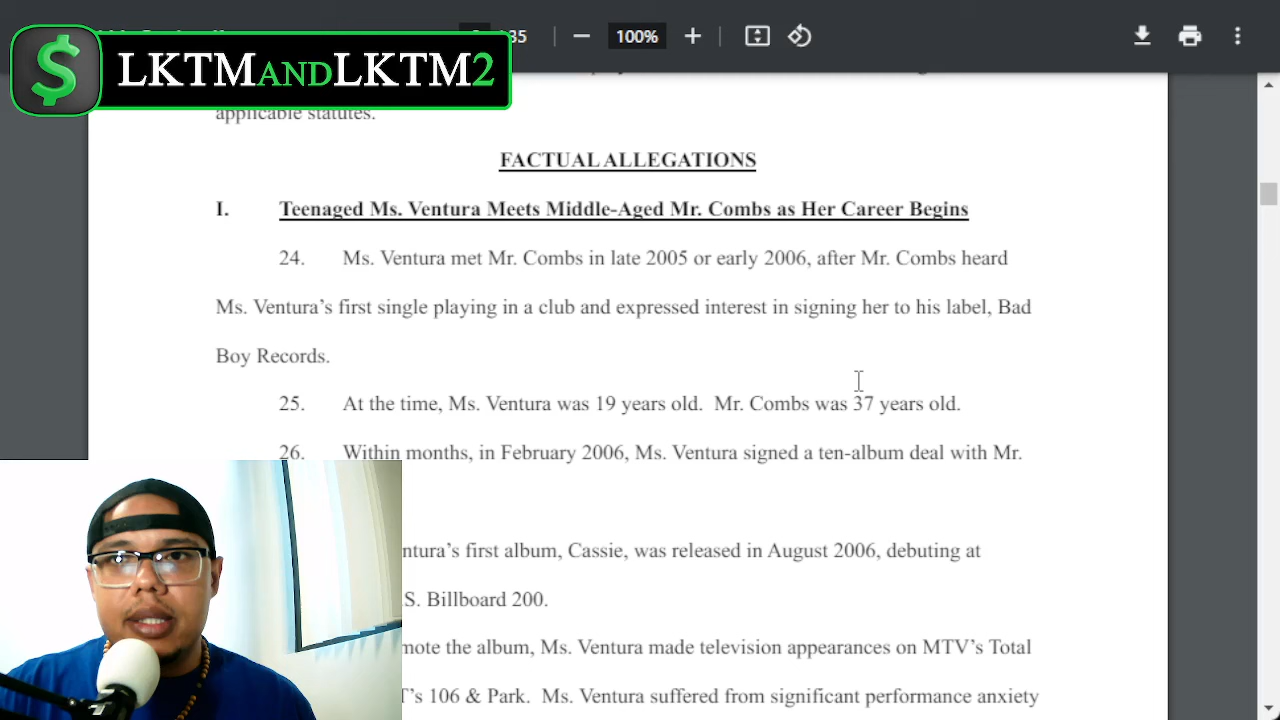 35
100%
LKTMANDLKTM2
applicable statutes.
FACTUAL ALLEGATIONS
I. Teenaged Ms. Ventura Meets Middle-Aged Mr. Combs as Her Career Begins
24. Ms. Ventura met Mr. Combs in late 2005 or early 2006, after Mr. Combs heard
Ms. Ventura’s first single playing in a club and expressed interest in signing her to his label, Bad
Boy Records.
25. At the time, Ms. Ventura was 19 years old. Mr. Combs was 37 years old.
26. Within months, in February 2006, Ms. Ventura signed a ten-album deal with Mr.
ntura’s first album, Cassie, was released in August 2006, debuting at
.S. Billboard 200.
mote the album, Ms. Ventura made television appearances on MTV’s Total
T’s 106 & Park. Ms. Ventura suffered from significant performance anxiety